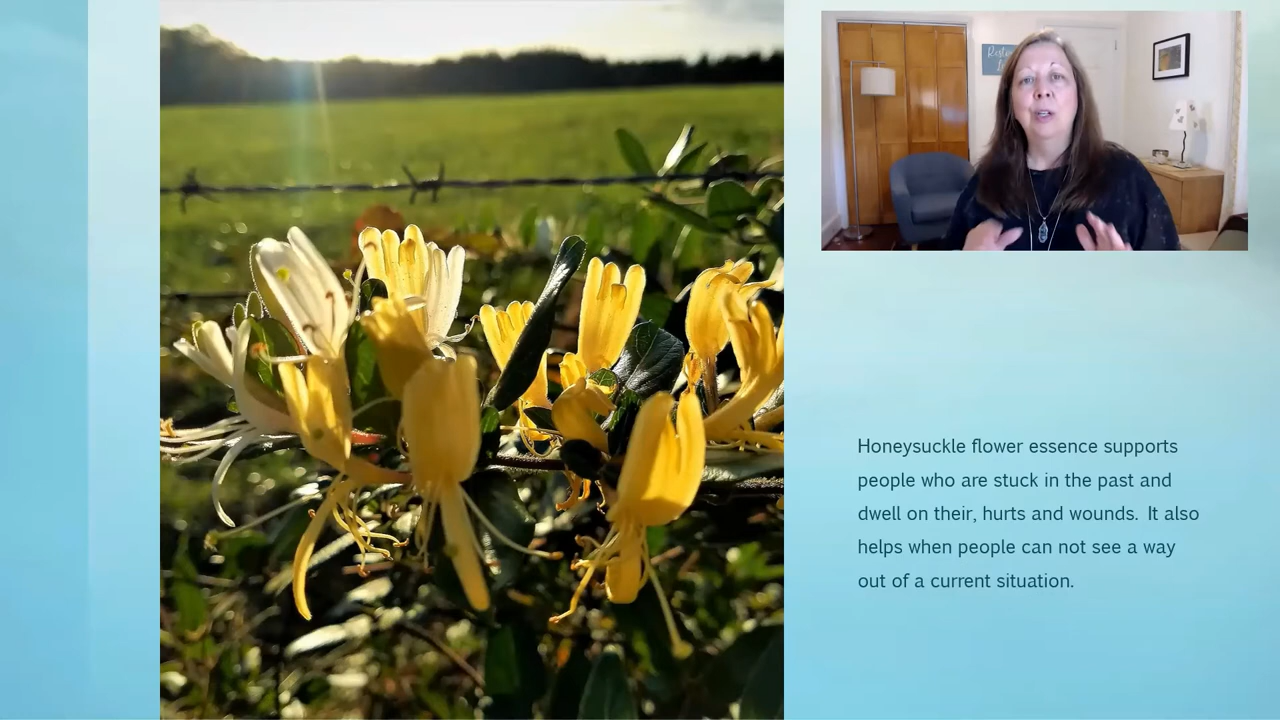 Honeysuckle flower essence supports
people who are stuck in the past and
dwell on their, hurts and wounds. It also
helps when people can not see a way
out of a current situation.